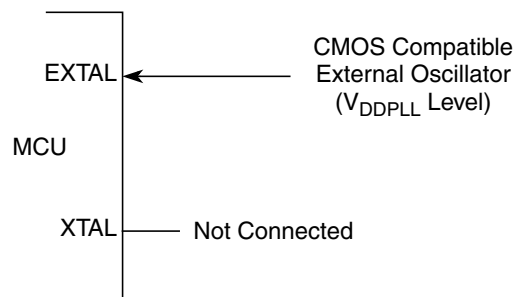 EXTAL
CMOS Compatible
External Oscillator
(VDDPLL Level)
MCU
XTAL
Not Connected